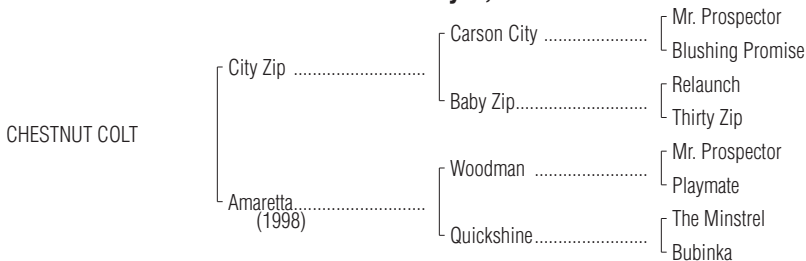 Mr. Prospector
Carson City ......................
Blushing Promise
City Zip ............................
Relaunch
Baby Zip............................
Thirty Zip
CHESTNUT COLT
Mr. Prospector
Woodman ........................
Playmate
Amaretta............................
(1998)
The Minstrel
Quickshine........................
Bubinka